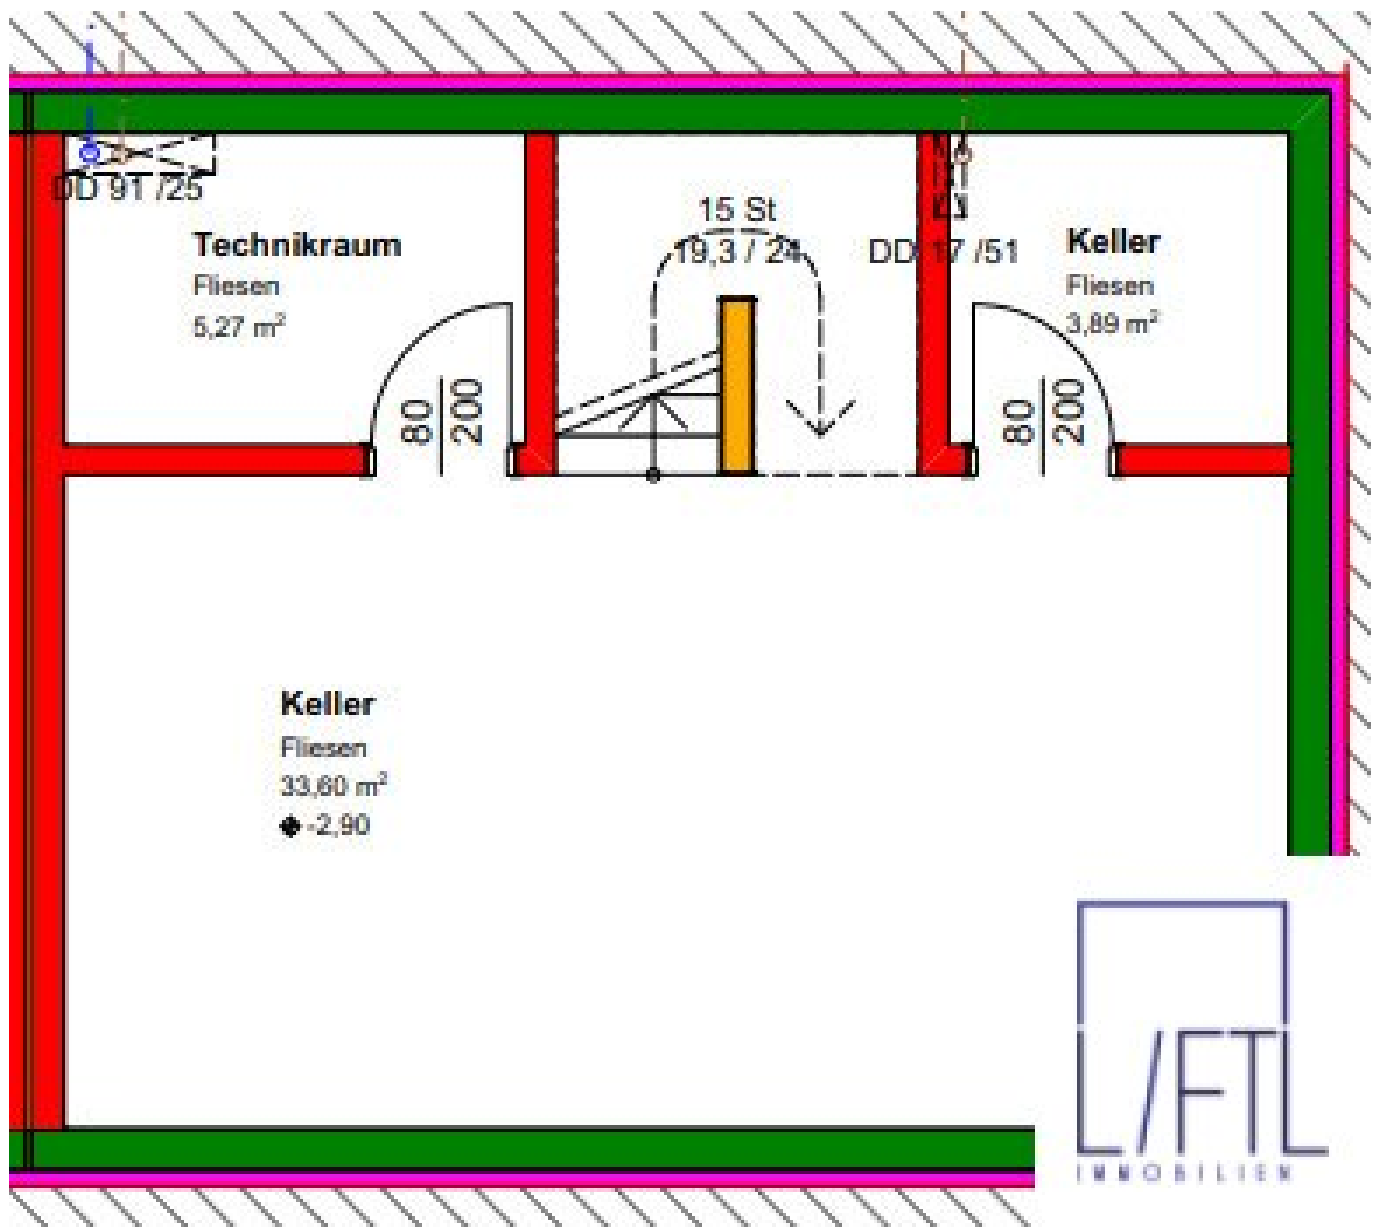 DD 91 /25
Technikraum
Fliesen
5,27 m²
80
200
15 St
19,3 / 24
DD 17 /51
Keller
Fliesen
3,89 m²
80
200
Keller
Fliesen
33,60 m²
-2,90
L/FTL
IMMOBILIEN